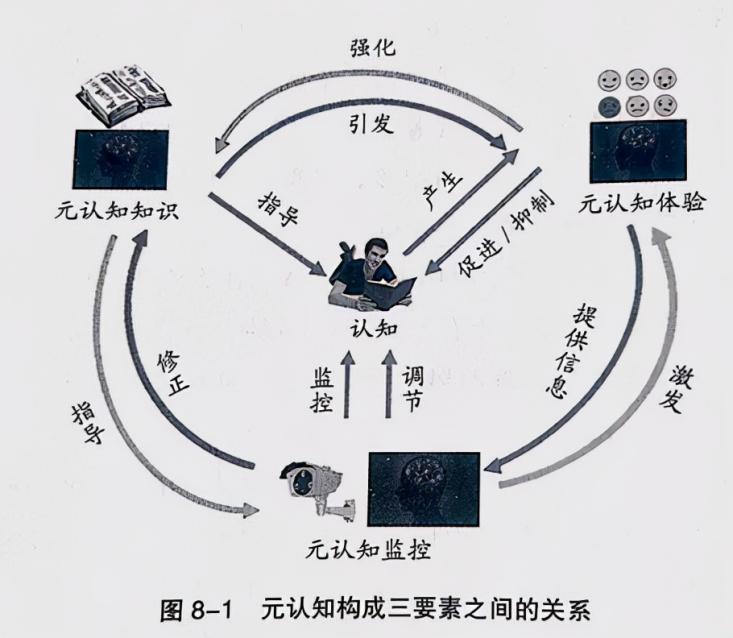 强化
引发
元认知知识
元认知体验
指导
产生
促进/抑制
认知
监控
调节
修正
指导
提供信息
激发
元认知监控
图8-1 元认知构成三要素之间的关系